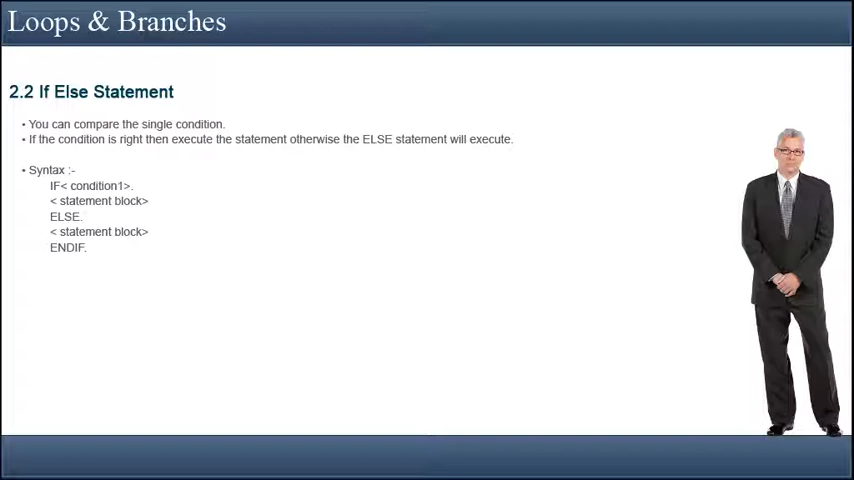 Loops & Branches
2.2 If Else Statement
• You can compare the single condition.
• If the condition is right then execute the statement otherwise the ELSE statement will execute.
• Syntax :-
IF< condition1>.
< statement block>
ELSE.
< statement block>
ENDIF.